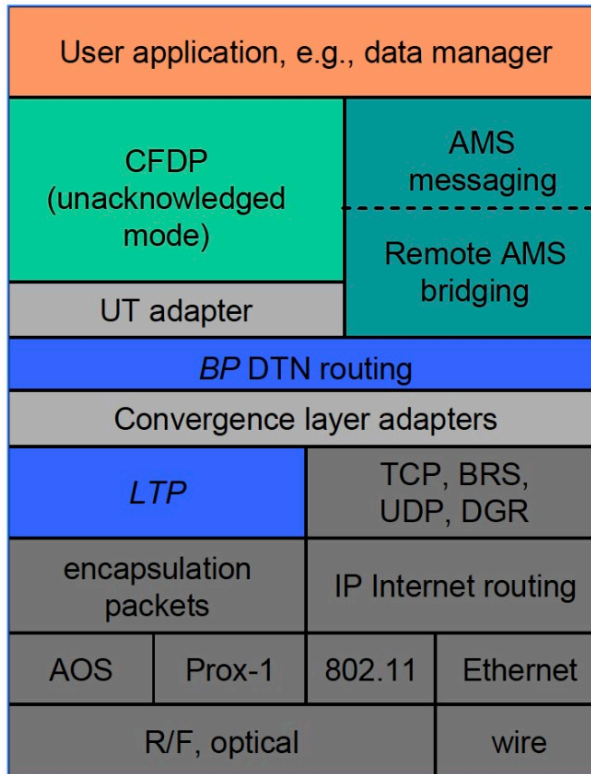 User application, e.g., data manager
CFDP
(unacknowledged
mode)
AMS
messaging
Remote AMS
bridging
UT adapter
BP DTN routing
Convergence layer adapters
LTP
TCP, BRS,
UDP, DGR
encapsulation
packets
IP Internet routing
AOS
Prox-1
802.11
Ethernet
R/F, optical
wire